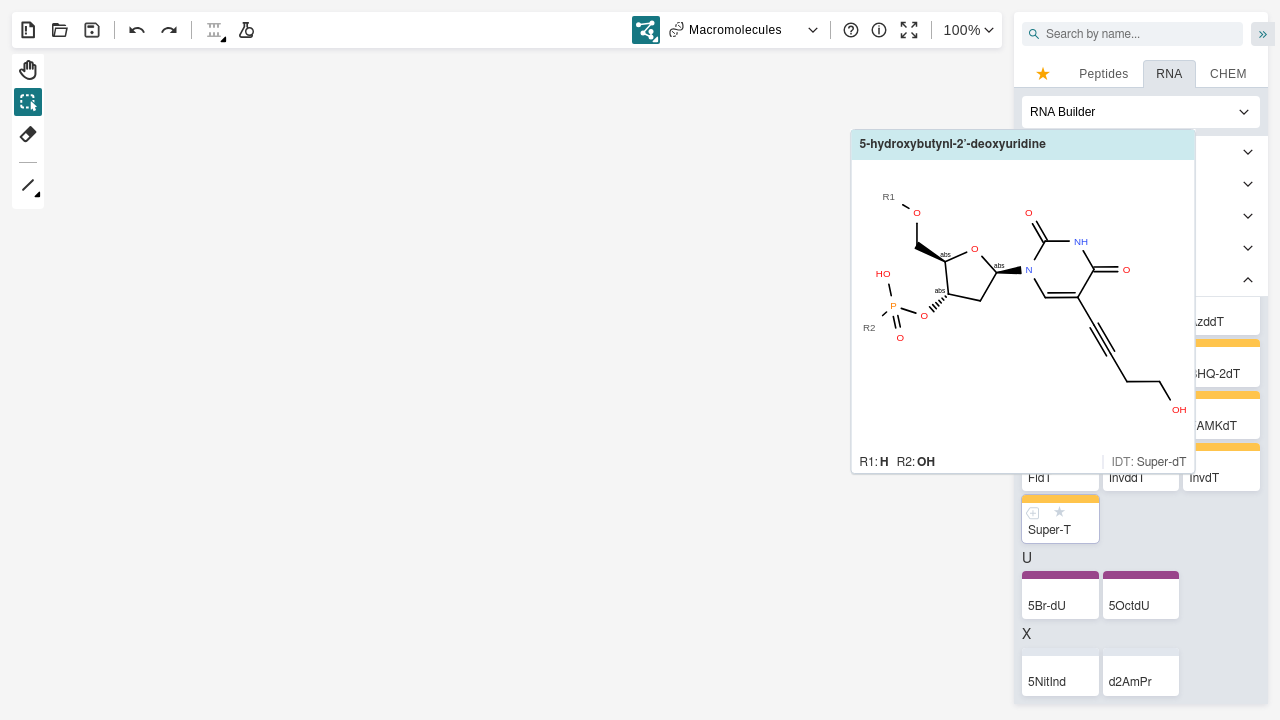 Macromolecules
100%
Search by name...
Peptides
RNA
CHEM
RNA Builder
5-hydroxybutynl-2'-deoxyuridine
R1
O
O
HO
P
R2
O
O
abs
abs
abs
N
O
NH
O
OH
R1: H R2: OH
IDT: Super-dT
zddT
HQ-2dT
AMKdT
FldT
InvddT
InvdT
Super-T
U
5Br-dU
5OctdU
X
5NitInd
d2AmPr